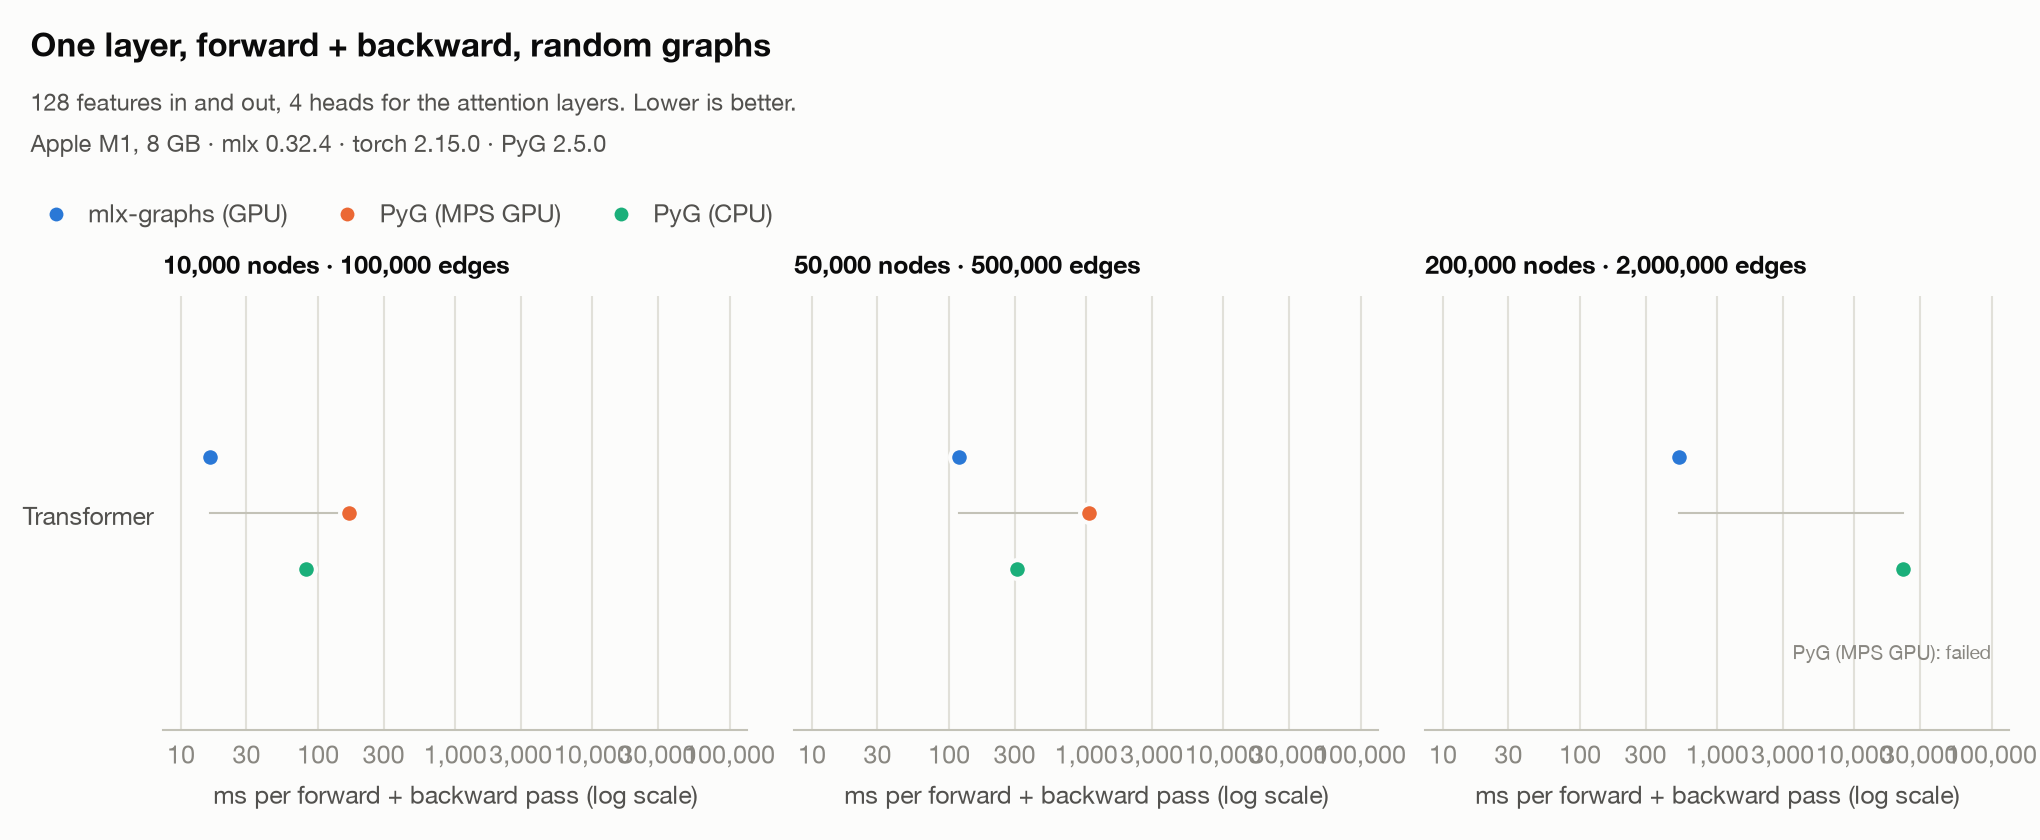 One layer, forward + backward, random graphs
128 features in and out, 4 heads for the attention layers. Lower is better.
Apple M1, 8 GB · mlx 0.32.4 · torch 2.15.0 · PyG 2.5.0
mlx-graphs (GPU) PyG (MPS GPU) PyG (CPU)
10,000 nodes · 100,000 edges
50,000 nodes · 500,000 edges
200,000 nodes · 2,000,000 edges
Transformer
PyG (MPS GPU): failed
10 30 100 300 1,000 3,000 10,000 30,000 100,000
10 30 100 300 1,000 3,000 10,000 30,000 100,000
10 30 100 300 1,000 3,000 10,000 30,000 100,000
ms per forward + backward pass (log scale)
ms per forward + backward pass (log scale)
ms per forward + backward pass (log scale)